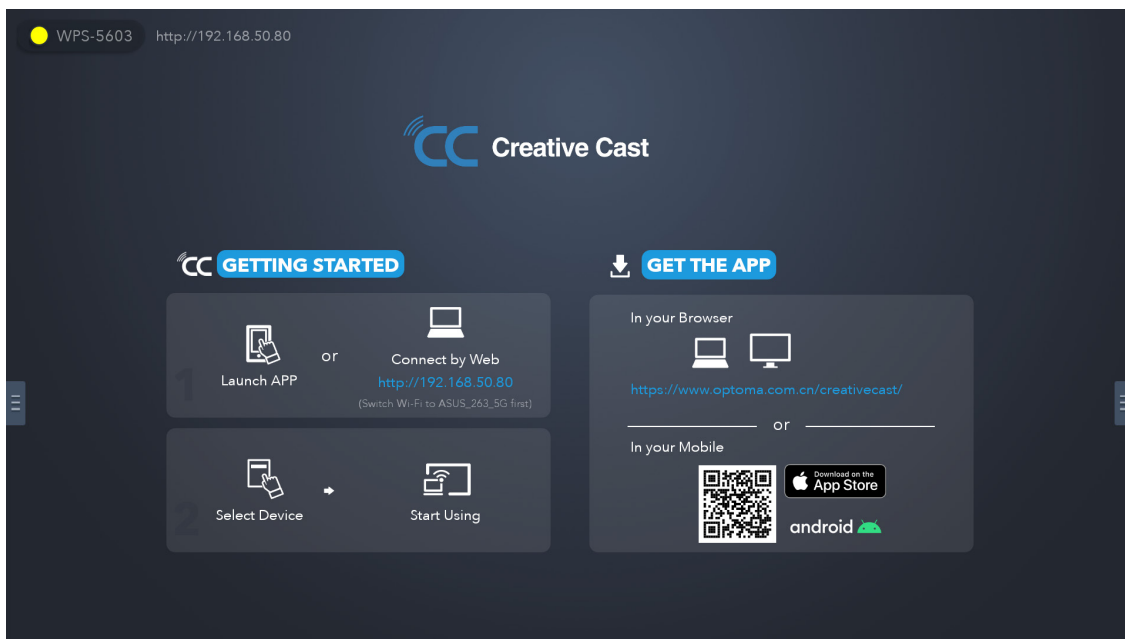 WPS-5603 http://192.168.50.80
CC Creative Cast
CC GETTING STARTED
1
Launch APP
or
Connect by Web
http://192.168.50.80
(Switch Wi-Fi to ASUS_263_5G first)
2
Select Device
Start Using
GET THE APP
In your Browser
https://www.optoma.com.cn/creativecast/
or
In your Mobile
Download on the
App Store
android